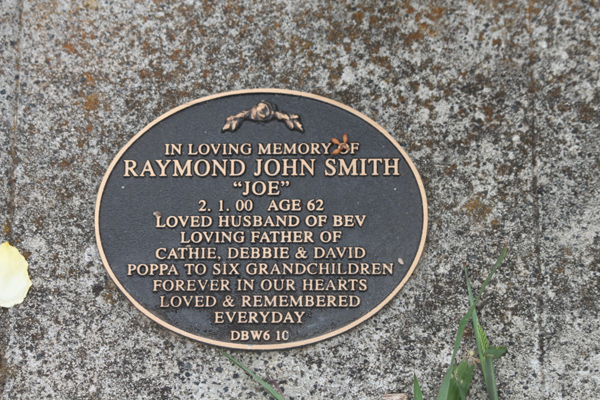 IN LOVING MEMORY OF
RAYMOND JOHN SMITH
"JOE"
2. 1. 00 AGE 62
LOVED HUSBAND OF BEV
LOVING FATHER OF
CATHIE, DEBBIE & DAVID
POPPA TO SIX GRANDCHILDREN
FOREVER IN OUR HEARTS
LOVED & REMEMBERED
EVERYDAY
DBW6 10